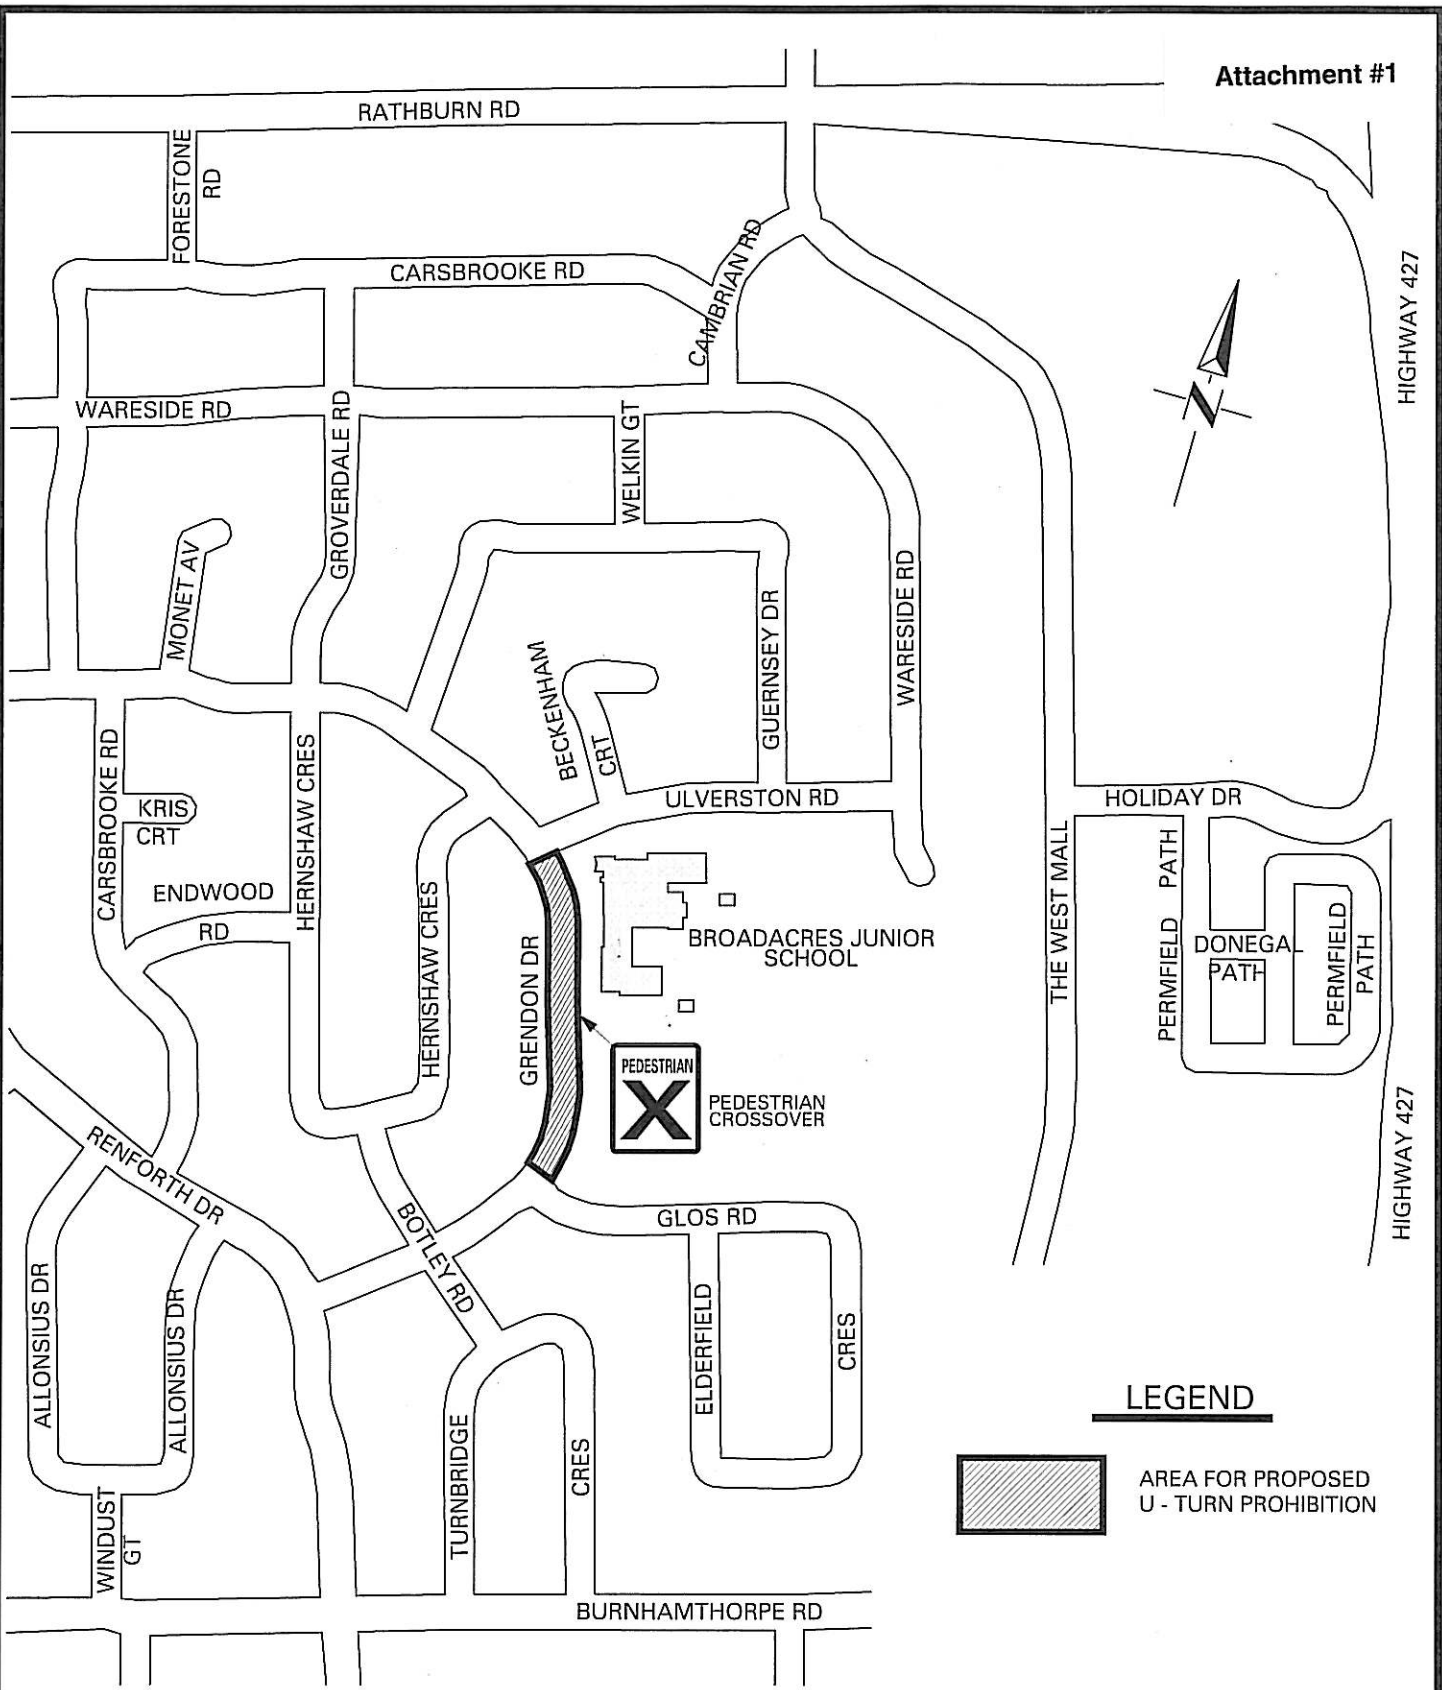 Attachment #1
RATHBURN RD
FORESTONE
RD
CAMBRIAN RD
CARSBROOKE RD
HIGHWAY 427
N
WARESIDE RD
GROVERDALE RD
WELKIN GT
MONET AV
WARESIDE RD
GUERNSEY DR
BECKENHAM
CRT
CARSBROOKE RD
HERNSHAW CRES
ULVERSTON RD
HOLIDAY DR
KRIS
CRT
THE WEST MALL
PERMFIELD PATH
ENDWOOD
RD
HERNSHAW CRES
GRENDON DR
BROADACRES JUNIOR
SCHOOL
DONEGAL
PATH
PERMFIELD
PATH
PEDESTRIAN
X
PEDESTRIAN
CROSSOVER
HIGHWAY 427
RENFORTH DR
BOTLEY RD
GLOS RD
ALLONSIUS DR
ALLONSIUS DR
ELDERFIELD
CRES
LEGEND
TURNBRIDGE
CRES
AREA FOR PROPOSED
U - TURN PROHIBITION
WINDUST
GT
BURNHAMTHORPE RD